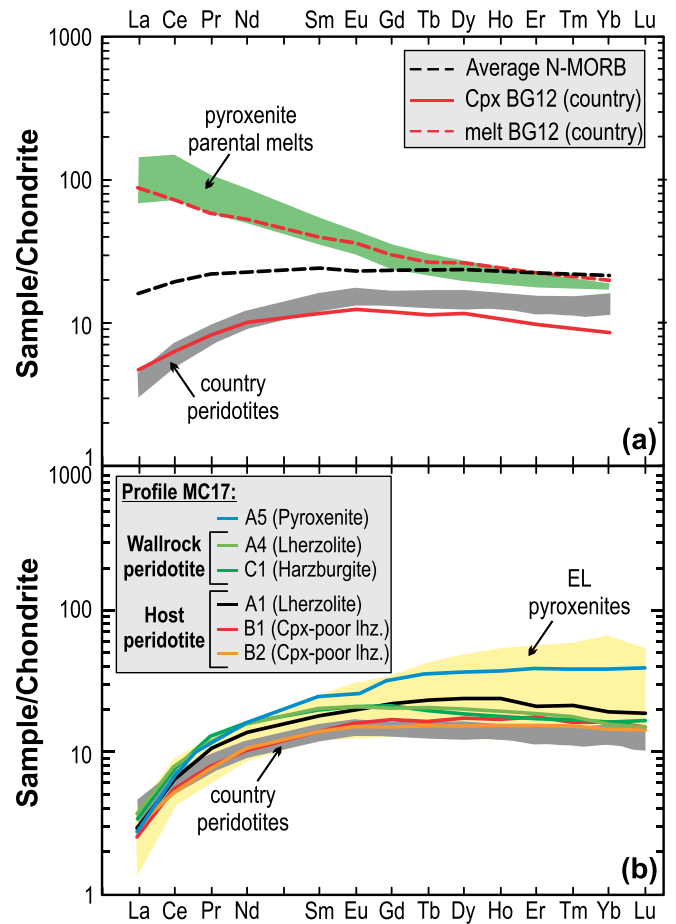 La Ce Pr Nd Sm Eu Gd Tb Dy Ho Er Tm Yb Lu
1000
100
10
1
Sample/Chondrite
Average N-MORB
Cpx BG12 (country)
melt BG12 (country)
pyroxenite
parental melts
country
peridotites
(a)
1000
100
10
1
Sample/Chondrite
Profile MC17:
A5 (Pyroxenite)
Wallrock
peridotite
A4 (Lherzolite)
C1 (Harzburgite)
Host
peridotite
A1 (Lherzolite)
B1 (Cpx-poor lhz.)
B2 (Cpx-poor lhz.)
EL
pyroxenites
country
peridotites
(b)
La Ce Pr Nd Sm Eu Gd Tb Dy Ho Er Tm Yb Lu